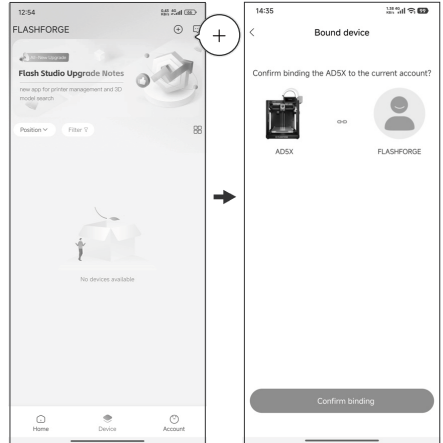 12:54
FLASHFORGE
Flash Studio Upgrade Notes
new app for printer management and 3D
model search
Position
Filter
No devices available
Home
Device
Account
+
14:35
Bound device
Confirm binding the AD5X to the current account?
AD5X
FLASHFORGE
Confirm binding